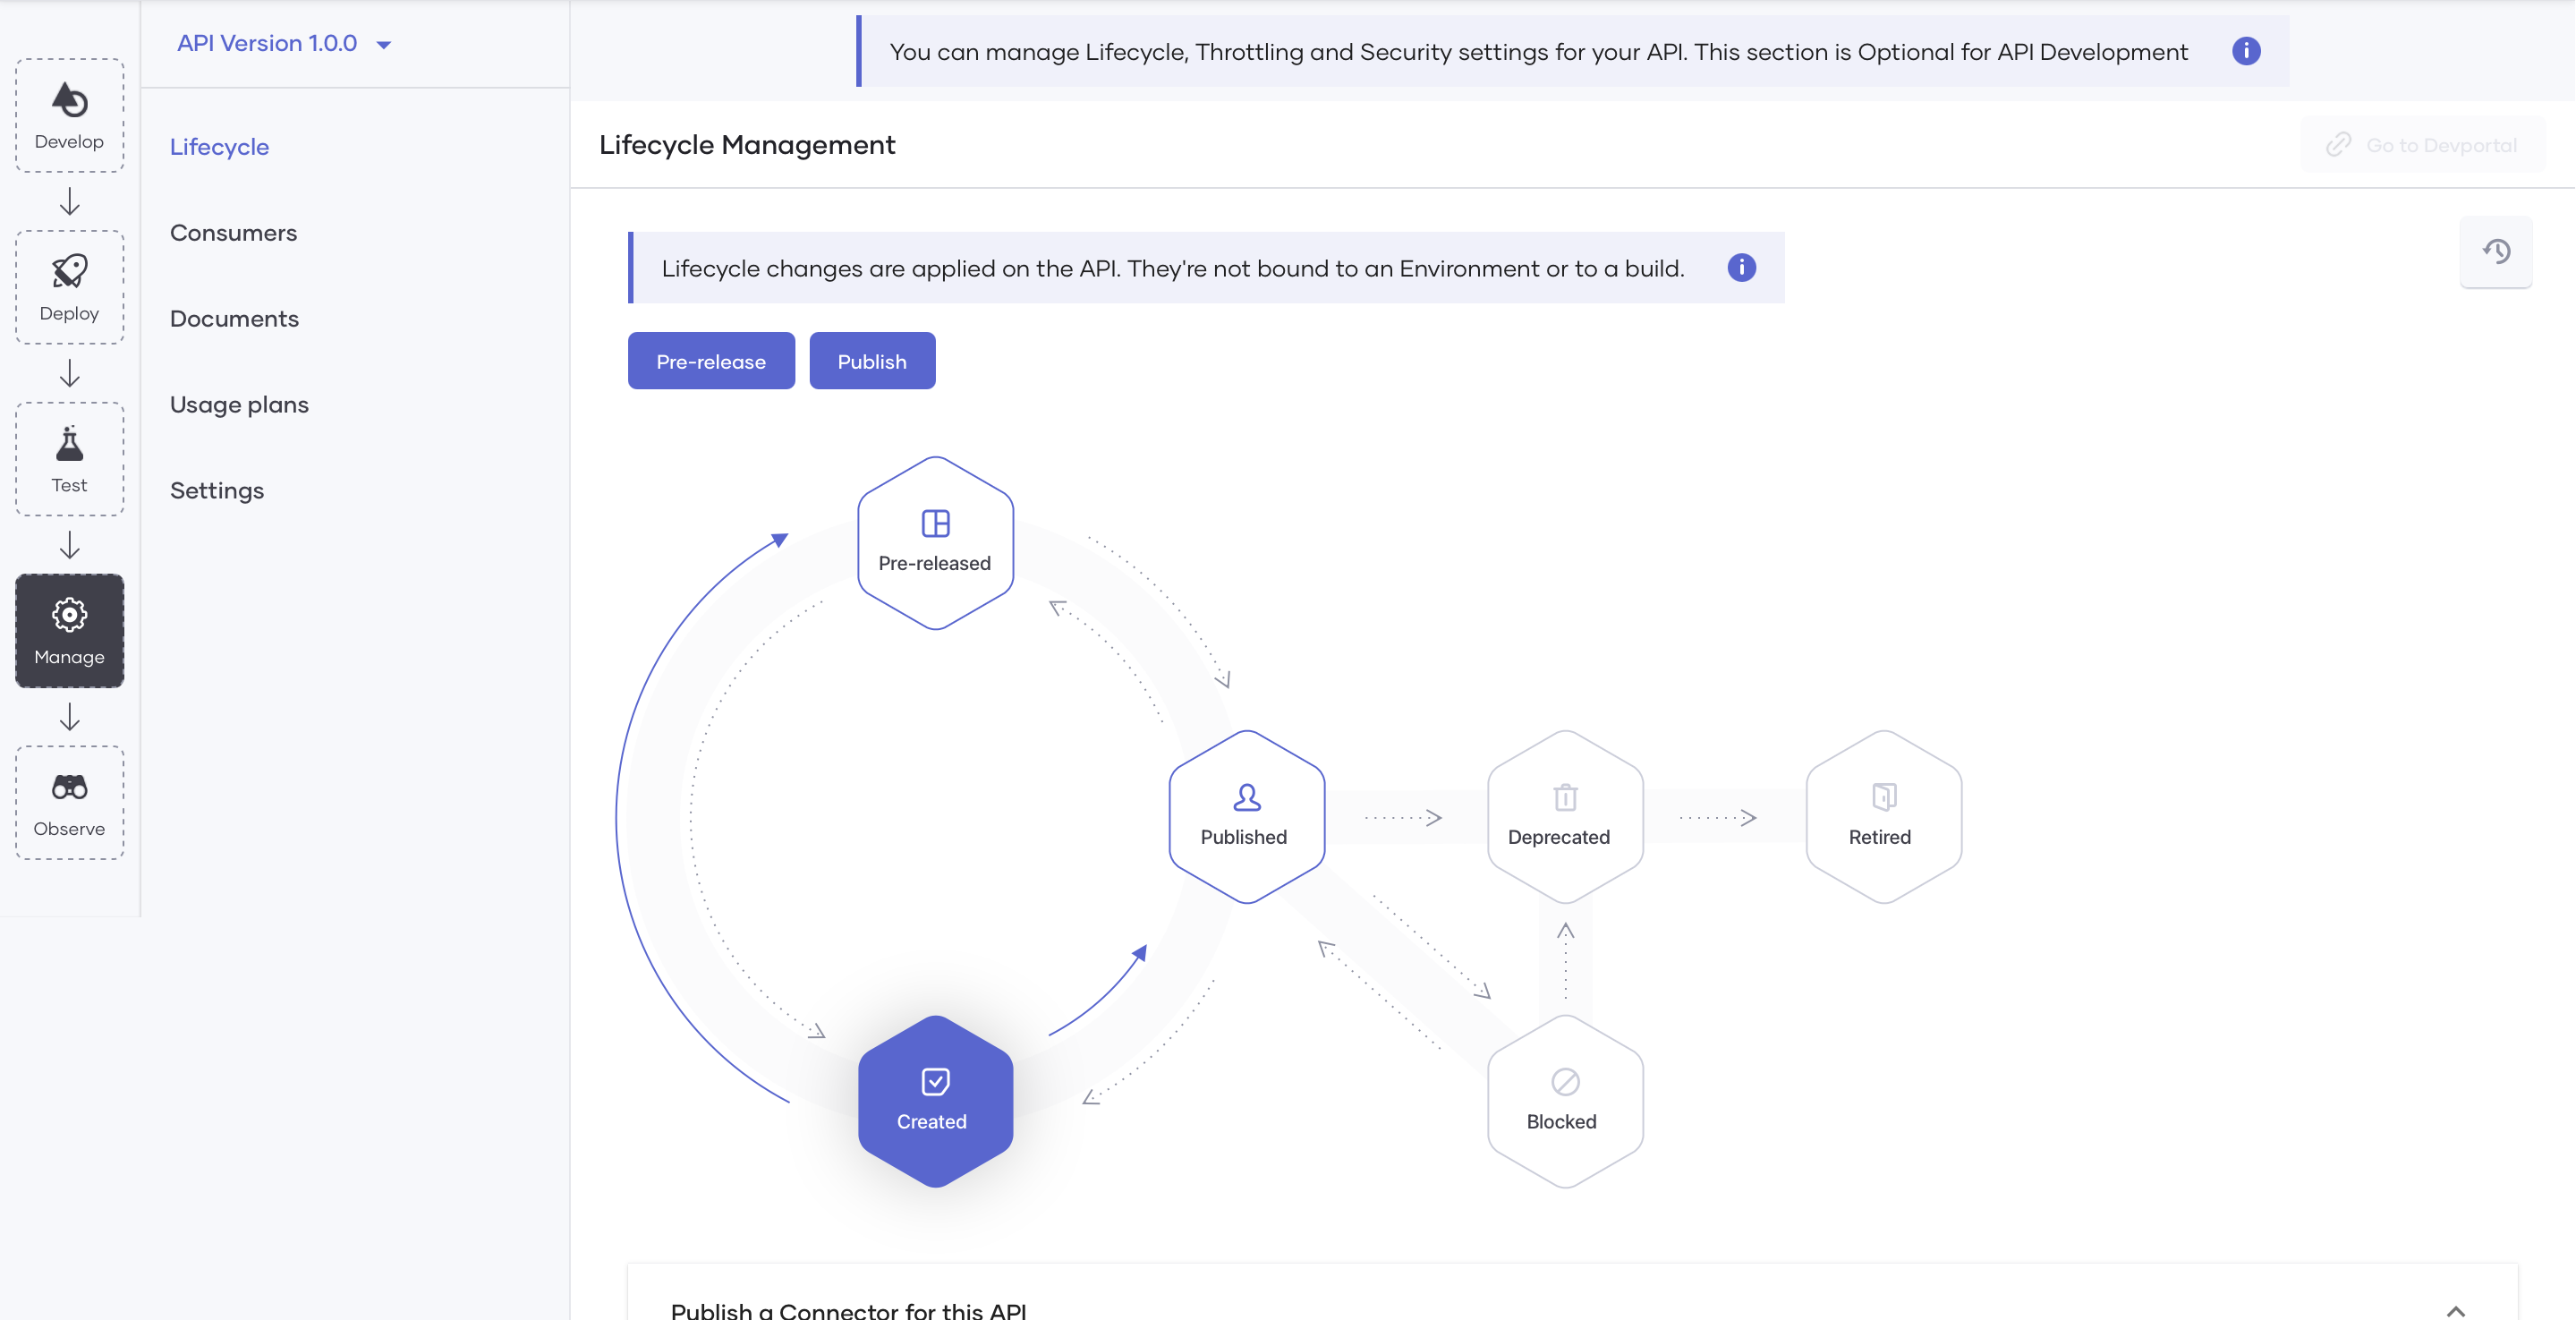 API Version 1.0.0
You can manage Lifecycle, Throttling and Security settings for your API. This section is Optional for API Development
Develop
Deploy
Test
Manage
Observe
Lifecycle
Consumers
Documents
Usage plans
Settings
Lifecycle Management
Go to Devportal
Lifecycle changes are applied on the API. They're not bound to an Environment or to a build.
Pre-release
Publish
Pre-released
Published
Deprecated
Retired
Created
Blocked
Publish a Connector for this API